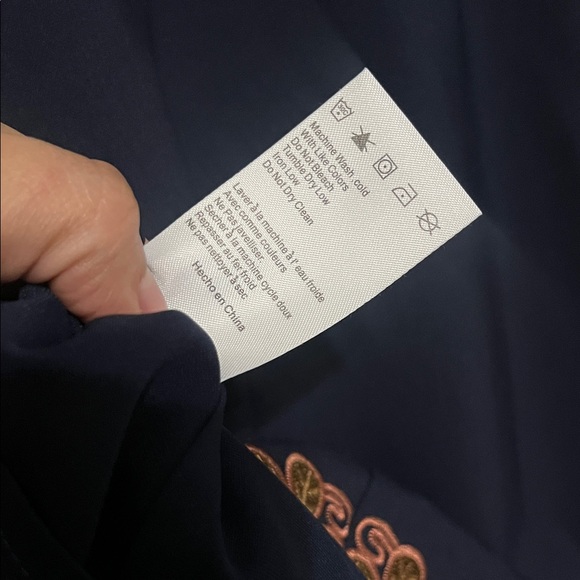 30C
Machine Wash, cold
With Like Colors
Do Not Bleach
Tumble Dry Low
Iron Low
Do Not Dry Clean
Laver à la machine à l' eau froide
Avec comme couleurs
Ne Pas javelliser
Secher à la machine cycle doux
Repasser au fer froid
Ne pas nettoyer à sec
Hecho en China